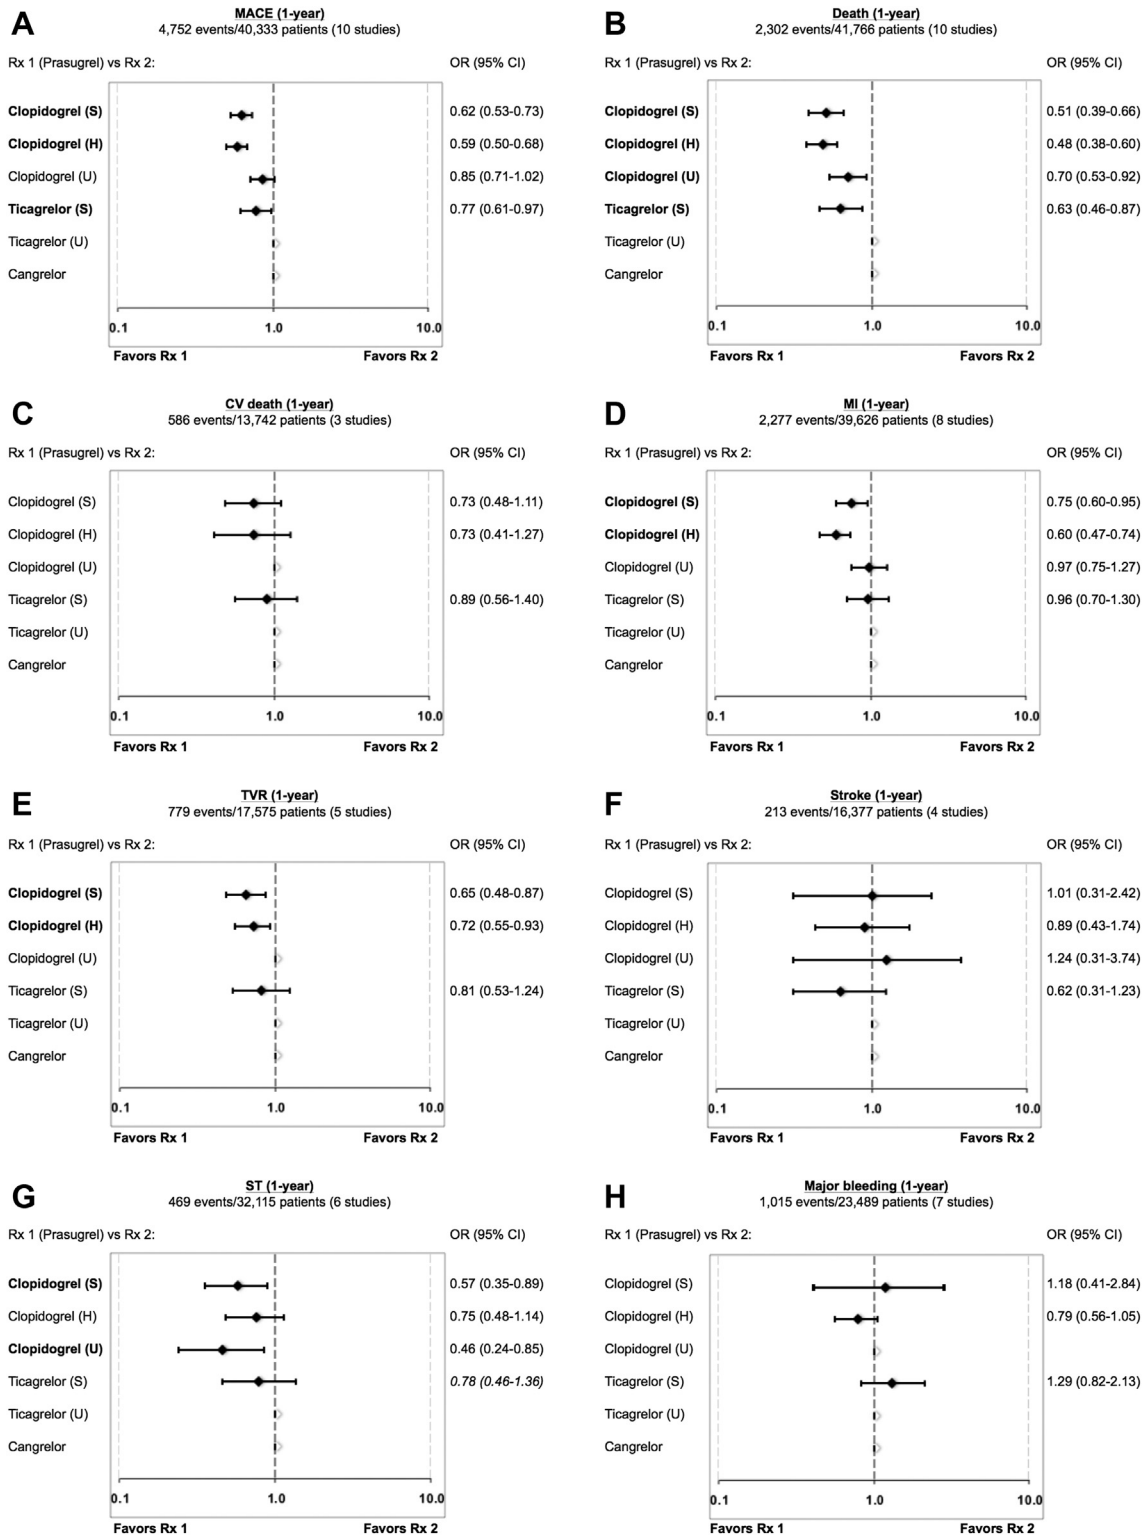 A
MACE (1-year)
4,752 events/40,333 patients (10 studies)
Rx 1 (Prasugrel) vs Rx 2:
OR (95% CI)
Clopidogrel (S) 0.62 (0.53-0.73)
Clopidogrel (H) 0.59 (0.50-0.68)
Clopidogrel (U) 0.85 (0.71-1.02)
Ticagrelor (S) 0.77 (0.61-0.97)
Ticagrelor (U)
Cangrelor
0.1 1.0 10.0
Favors Rx 1 Favors Rx 2
B
Death (1-year)
2,302 events/41,766 patients (10 studies)
Rx 1 (Prasugrel) vs Rx 2:
OR (95% CI)
Clopidogrel (S) 0.51 (0.39-0.66)
Clopidogrel (H) 0.48 (0.38-0.60)
Clopidogrel (U) 0.70 (0.53-0.92)
Ticagrelor (S) 0.63 (0.46-0.87)
Ticagrelor (U)
Cangrelor
0.1 1.0 10.0
Favors Rx 1 Favors Rx 2
C
CV death (1-year)
586 events/13,742 patients (3 studies)
Rx 1 (Prasugrel) vs Rx 2:
OR (95% CI)
Clopidogrel (S) 0.73 (0.48-1.11)
Clopidogrel (H) 0.73 (0.41-1.27)
Clopidogrel (U)
Ticagrelor (S) 0.89 (0.56-1.40)
Ticagrelor (U)
Cangrelor
0.1 1.0 10.0
Favors Rx 1 Favors Rx 2
D
MI (1-year)
2,277 events/39,626 patients (8 studies)
Rx 1 (Prasugrel) vs Rx 2:
OR (95% CI)
Clopidogrel (S) 0.75 (0.60-0.95)
Clopidogrel (H) 0.60 (0.47-0.74)
Clopidogrel (U) 0.97 (0.75-1.27)
Ticagrelor (S) 0.96 (0.70-1.30)
Ticagrelor (U)
Cangrelor
0.1 1.0 10.0
Favors Rx 1 Favors Rx 2
E
TVR (1-year)
779 events/17,575 patients (5 studies)
Rx 1 (Prasugrel) vs Rx 2:
OR (95% CI)
Clopidogrel (S) 0.65 (0.48-0.87)
Clopidogrel (H) 0.72 (0.55-0.93)
Clopidogrel (U)
Ticagrelor (S) 0.81 (0.53-1.24)
Ticagrelor (U)
Cangrelor
0.1 1.0 10.0
Favors Rx 1 Favors Rx 2
F
Stroke (1-year)
213 events/16,377 patients (4 studies)
Rx 1 (Prasugrel) vs Rx 2:
OR (95% CI)
Clopidogrel (S) 1.01 (0.31-2.42)
Clopidogrel (H) 0.89 (0.43-1.74)
Clopidogrel (U) 1.24 (0.31-3.74)
Ticagrelor (S) 0.62 (0.31-1.23)
Ticagrelor (U)
Cangrelor
0.1 1.0 10.0
Favors Rx 1 Favors Rx 2
G
ST (1-year)
469 events/32,115 patients (6 studies)
Rx 1 (Prasugrel) vs Rx 2:
OR (95% CI)
Clopidogrel (S) 0.57 (0.35-0.89)
Clopidogrel (H) 0.75 (0.48-1.14)
Clopidogrel (U) 0.46 (0.24-0.85)
Ticagrelor (S) 0.78 (0.46-1.36)
Ticagrelor (U)
Cangrelor
0.1 1.0 10.0
Favors Rx 1 Favors Rx 2
H
Major bleeding (1-year)
1,015 events/23,489 patients (7 studies)
Rx 1 (Prasugrel) vs Rx 2:
OR (95% CI)
Clopidogrel (S) 1.18 (0.41-2.84)
Clopidogrel (H) 0.79 (0.56-1.05)
Clopidogrel (U)
Ticagrelor (S) 1.29 (0.82-2.13)
Ticagrelor (U)
Cangrelor
0.1 1.0 10.0
Favors Rx 1 Favors Rx 2